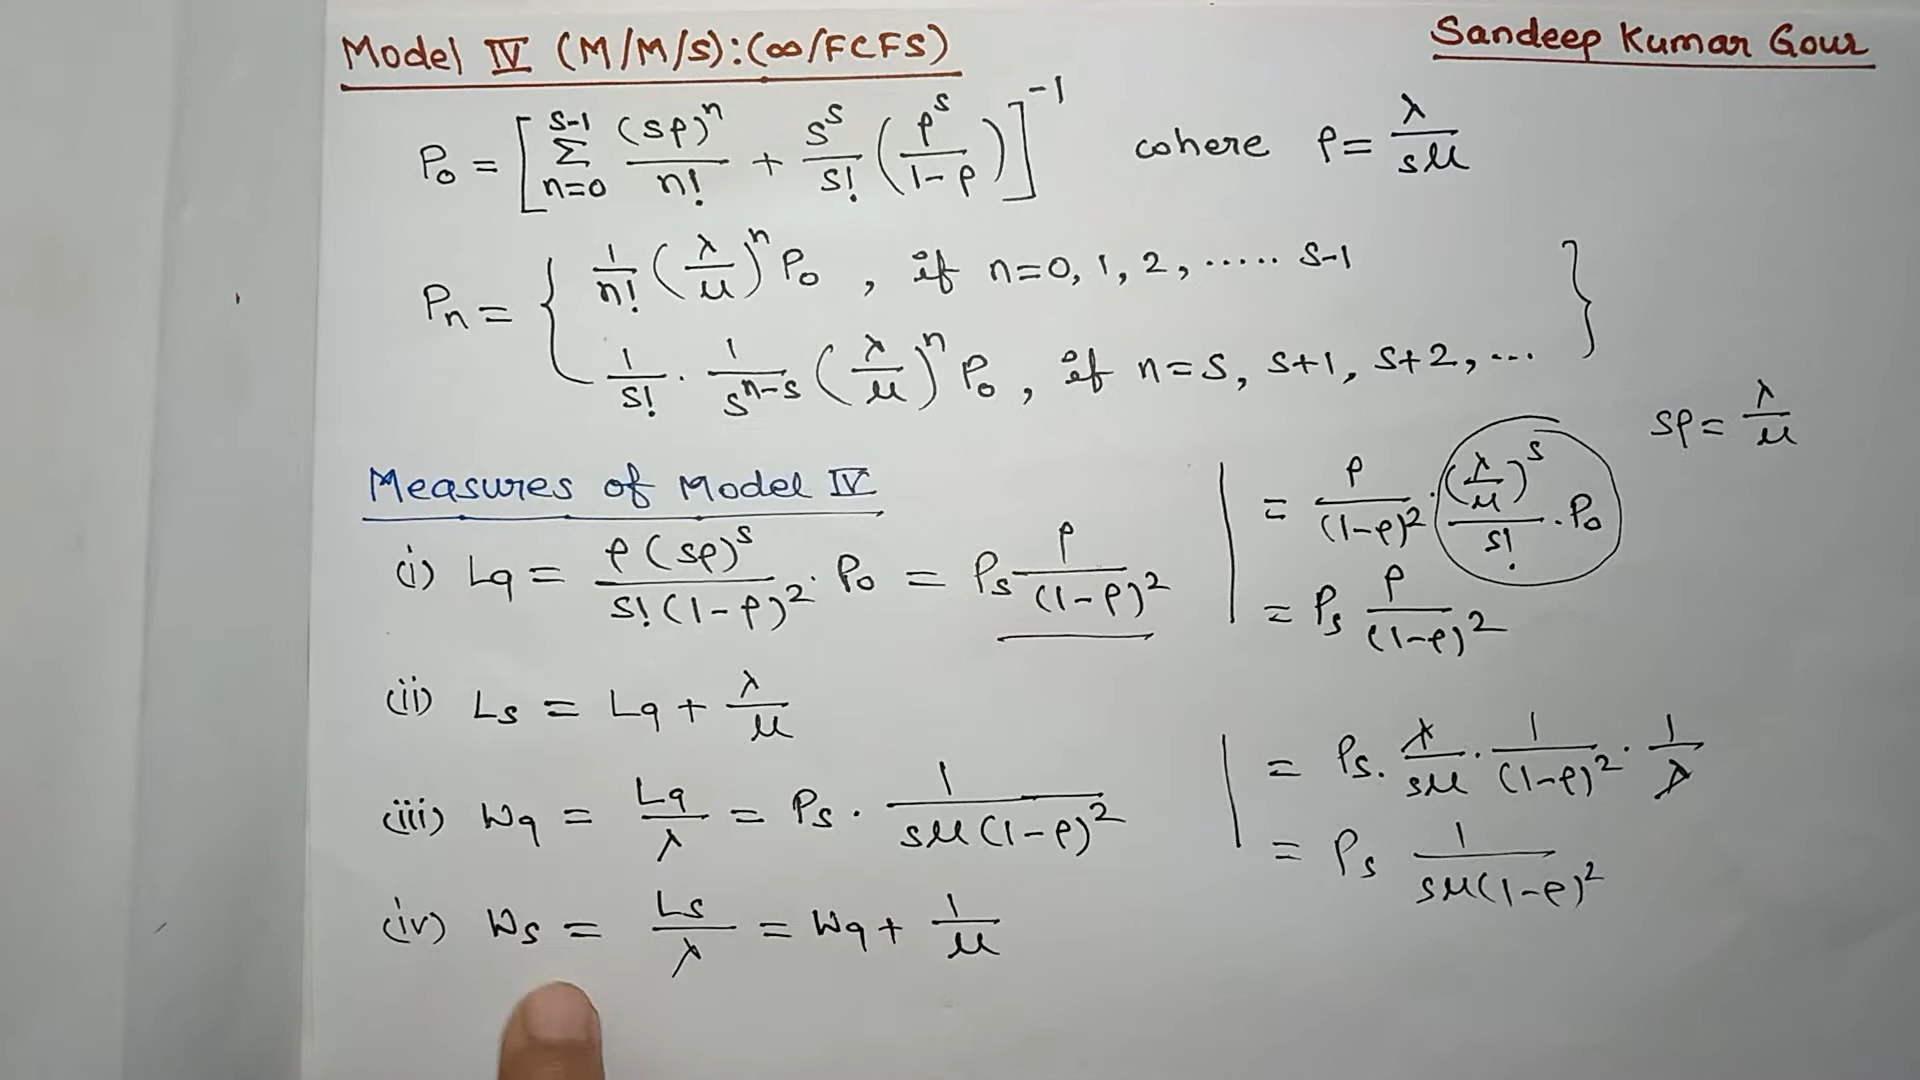 Model IV (M/M/S):(∞/FCFS)
Sandeep Kumar Gour
P₀ = [ Σ_{n=0}^{s-1} (sρ)ⁿ/n! + s^s/s! (ρ^s/(1-ρ)) ]⁻¹ where ρ = λ/sμ
Pn = { 1/n! (λ/μ)ⁿ P₀ , if n=0, 1, 2, ..... s-1
1/s! · 1/s^{n-s} (λ/μ)ⁿ P₀ , if n=s, s+1, s+2, ... }
sρ = λ/μ
Measures of Model IV
(i) Lq = ρ(sρ)^s / s!(1-ρ)² · P₀ = Ps ρ/(1-ρ)²
= ρ/(1-ρ)² · (λ/μ)^s/s! · P₀
= Ps ρ/(1-ρ)²
(ii) Ls = Lq + λ/μ
(iii) Wq = Lq/λ = Ps · 1/sμ(1-ρ)²
= Ps · λ/sμ · 1/(1-ρ)² · 1/λ
= Ps 1/sμ(1-ρ)²
(iv) Ws = Ls/λ = Wq + 1/μ